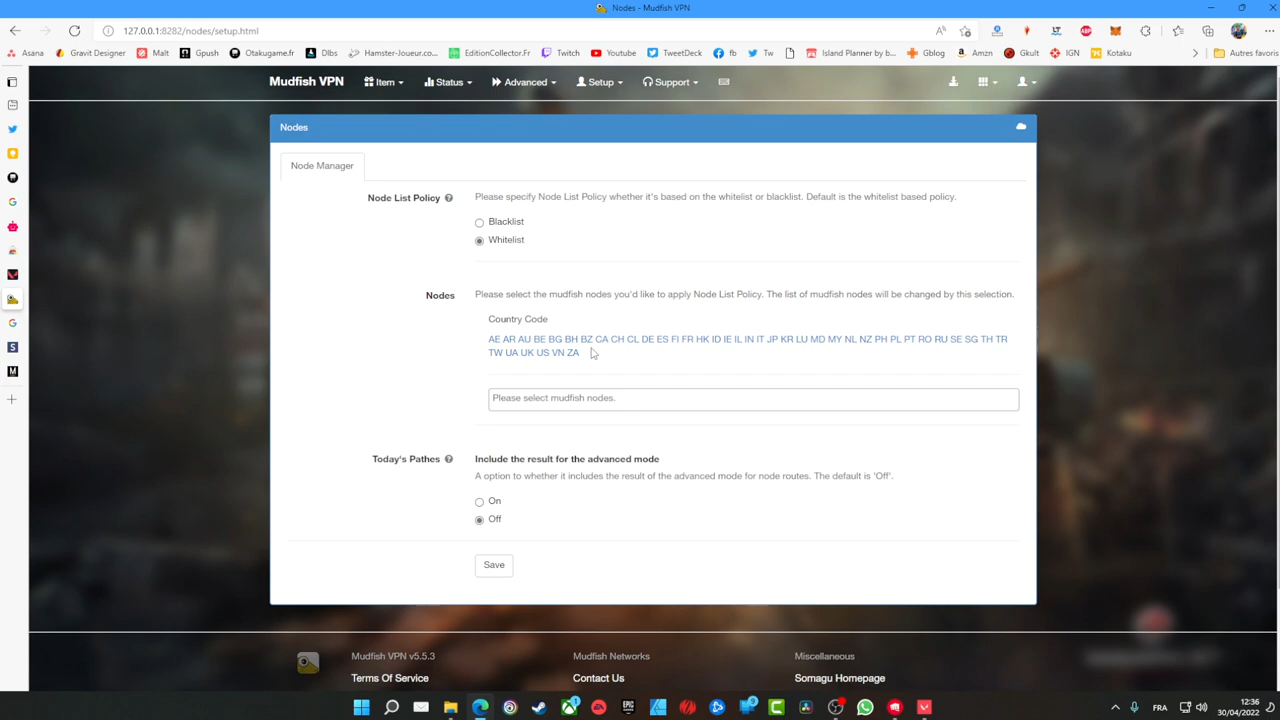 Nodes - Mudfish VPN
127.0.0.1:8282/nodes/setup.html
Asana Gravit Designer Malt Gpush Otakugame.fr DIbs Hamster-Joueur.co... EditionCollector.Fr Twitch Youtube TweetDeck fb Tw Island Planner by b... Gblog Amzn Gkult IGN Kotaku Autres favoris
Mudfish VPN Item Status Advanced Setup Support
Nodes
Node Manager
Node List Policy Please specify Node List Policy whether it's based on the whitelist or blacklist. Default is the whitelist based policy.
Blacklist
Whitelist
Nodes Please select the mudfish nodes you'd like to apply Node List Policy. The list of mudfish nodes will be changed by this selection.
Country Code
AE AR AU BE BG BH BZ CA CH CL DE ES FI FR HK ID IE IL IN IT JP KR LU MD MY NL NZ PH PL PT RO RU SE SG TH TR
TW UA UK US VN ZA
Please select mudfish nodes.
Today's Pathes Include the result for the advanced mode
A option to whether it includes the result of the advanced mode for node routes. The default is 'Off'.
On
Off
Save
Mudfish VPN v5.5.3 Mudfish Networks Miscellaneous
Terms Of Service Contact Us Somagu Homepage
FRA 12:36
30/04/2022